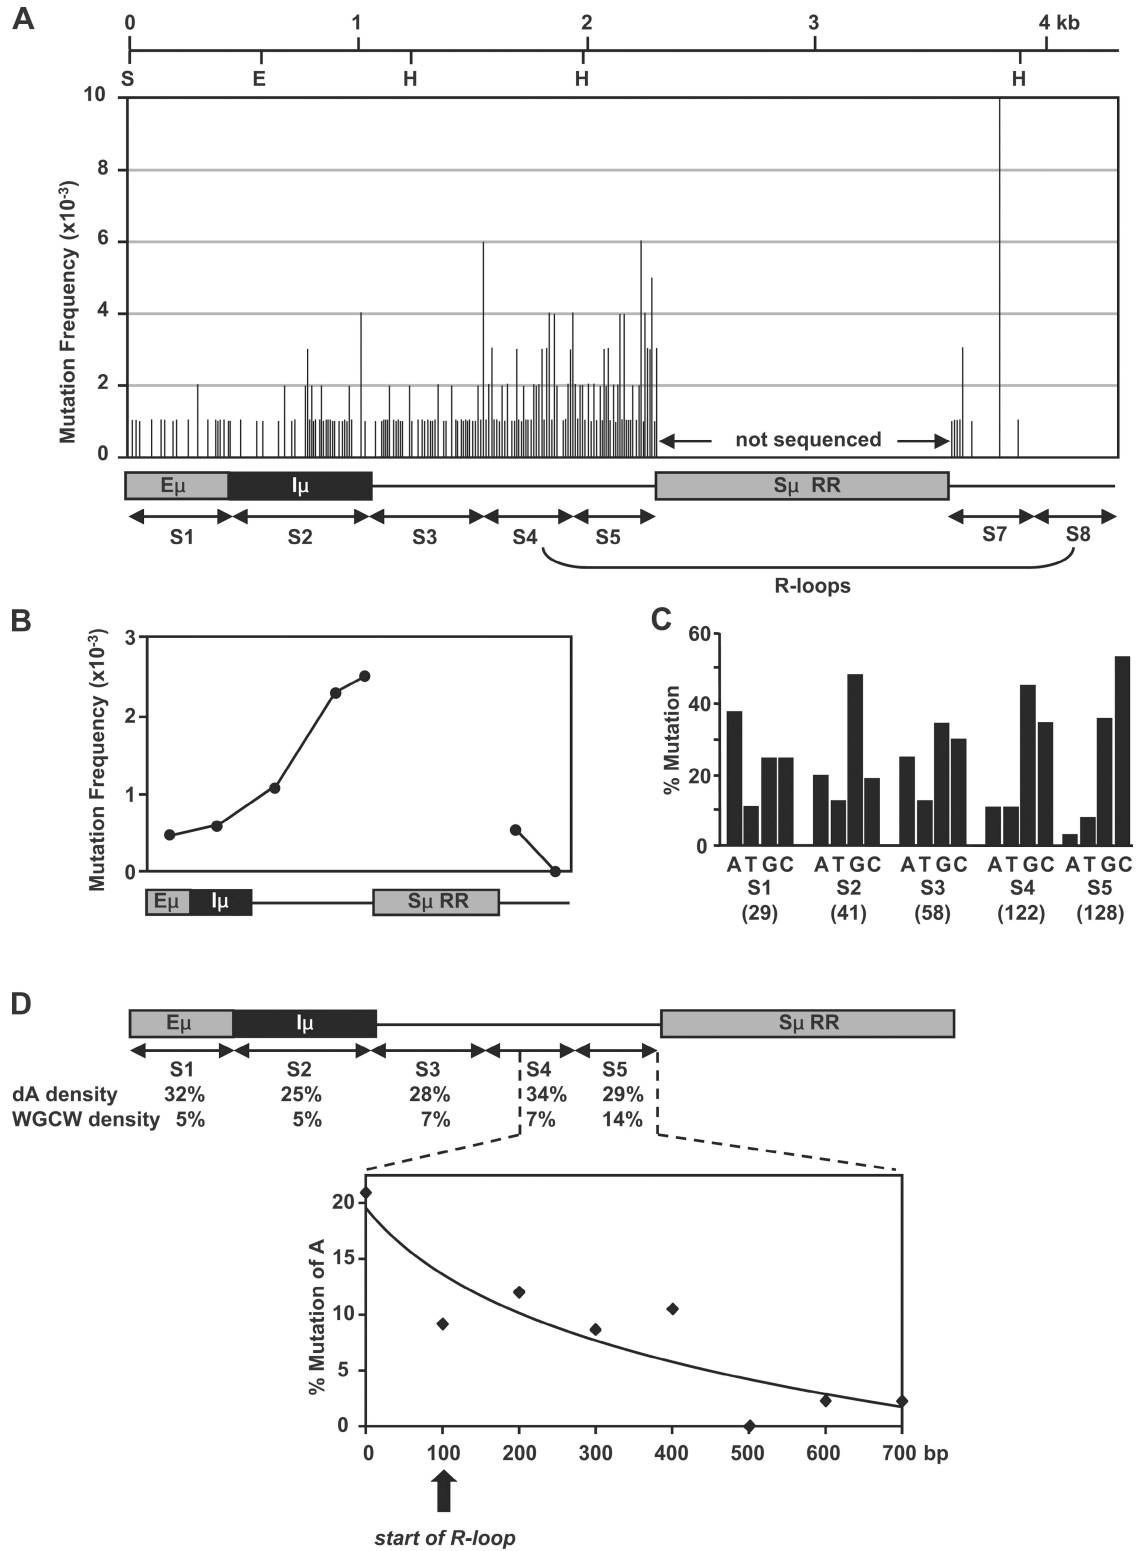 A
0 1 2 3 4 kb
S E H H H
Mutation Frequency (x10-3)
10
8
6
4
2
0
not sequenced
Eµ Iµ Sµ RR
S1 S2 S3 S4 S5 S7 S8
R-loops
B
Mutation Frequency (x10-3)
3
2
1
0
Eµ Iµ Sµ RR
C
% Mutation
60
40
20
0
A T G C A T G C A T G C A T G C A T G C
S1 S2 S3 S4 S5
(29) (41) (58) (122) (128)
D
Eµ Iµ Sµ RR
S1 S2 S3 S4 S5
dA density 32% 25% 28% 34% 29%
WGCW density 5% 5% 7% 7% 14%
% Mutation of A
20
15
10
5
0
0 100 200 300 400 500 600 700 bp
start of R-loop